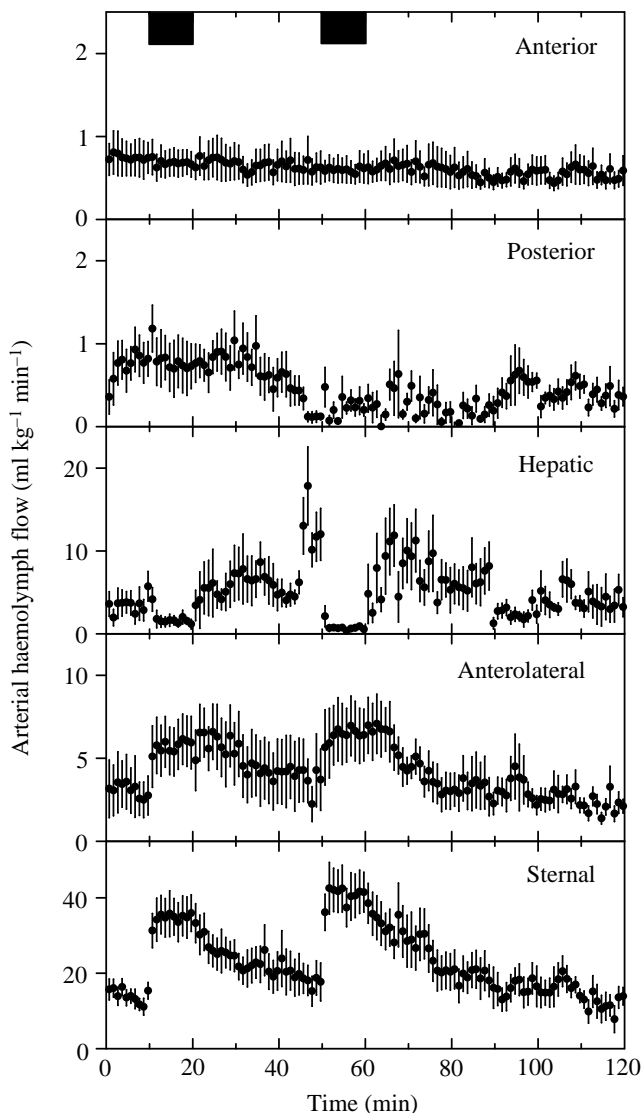 2
Anterior
1
0
2
Posterior
1
0
20
Hepatic
10
0
10
Anterolateral
5
0
Sternal
40
20
0
0 20 40 60 80 100 120
Time (min)
Arterial haemolymph flow (ml kg⁻¹ min⁻¹)